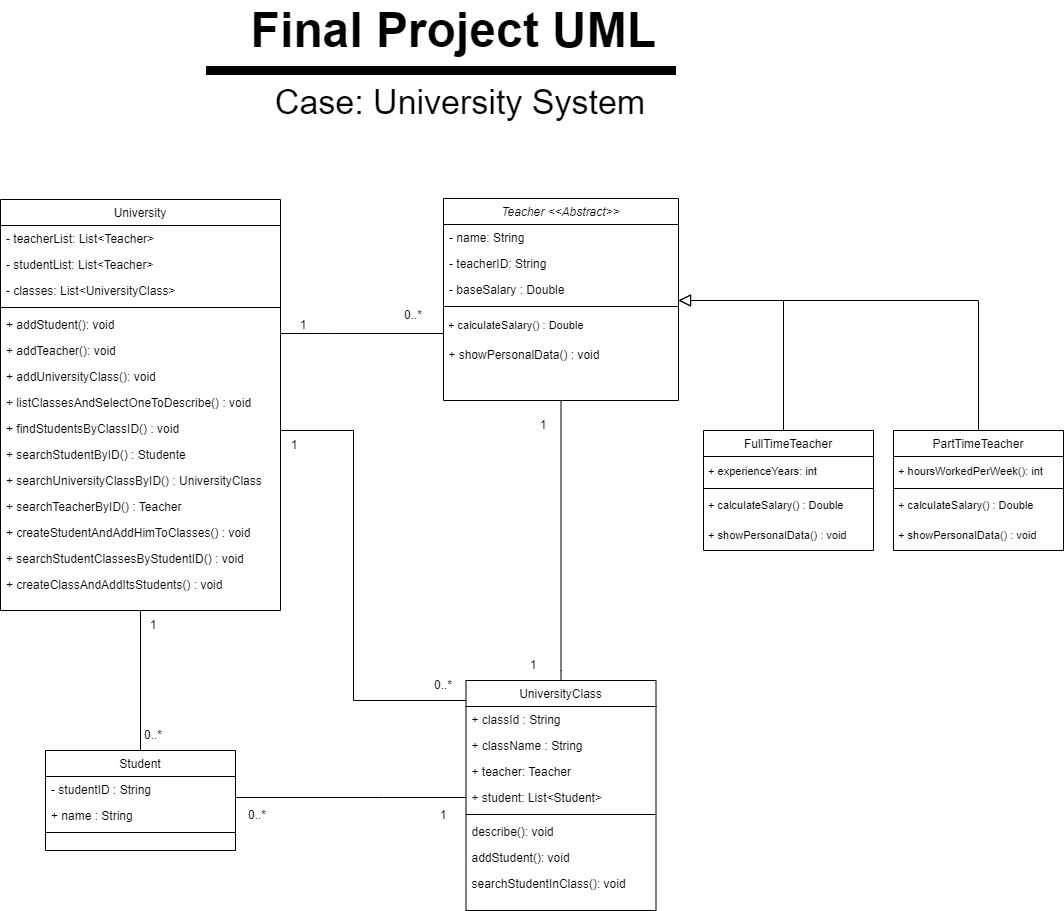 Final Project UML
Case: University System
University
- teacherList: List<Teacher>
- studentList: List<Teacher>
- classes: List<UniversityClass>
+ addStudent(): void
+ addTeacher(): void
+ addUniversityClass(): void
+ listClassesAndSelectOneToDescribe() : void
+ findStudentsByClassID() : void
+ searchStudentByID() : Studente
+ searchUniversityClassByID() : UniversityClass
+ searchTeacherByID() : Teacher
+ createStudentAndAddHimToClasses() : void
+ searchStudentClassesByStudentID() : void
+ createClassAndAddItsStudents() : void
1
0..*
Teacher <<Abstract>>
- name: String
- teacherID: String
- baseSalary : Double
+ calculateSalary() : Double
+ showPersonalData() : void
FullTimeTeacher
+ experienceYears: int
+ calculateSalary() : Double
+ showPersonalData() : void
PartTimeTeacher
+ hoursWorkedPerWeek(): int
+ calculateSalary() : Double
+ showPersonalData() : void
1
1
1
0..*
1
0..*
Student
- studentID : String
+ name : String
0..*
1
UniversityClass
+ classId : String
+ className : String
+ teacher: Teacher
+ student: List<Student>
describe(): void
addStudent(): void
searchStudentInClass(): void